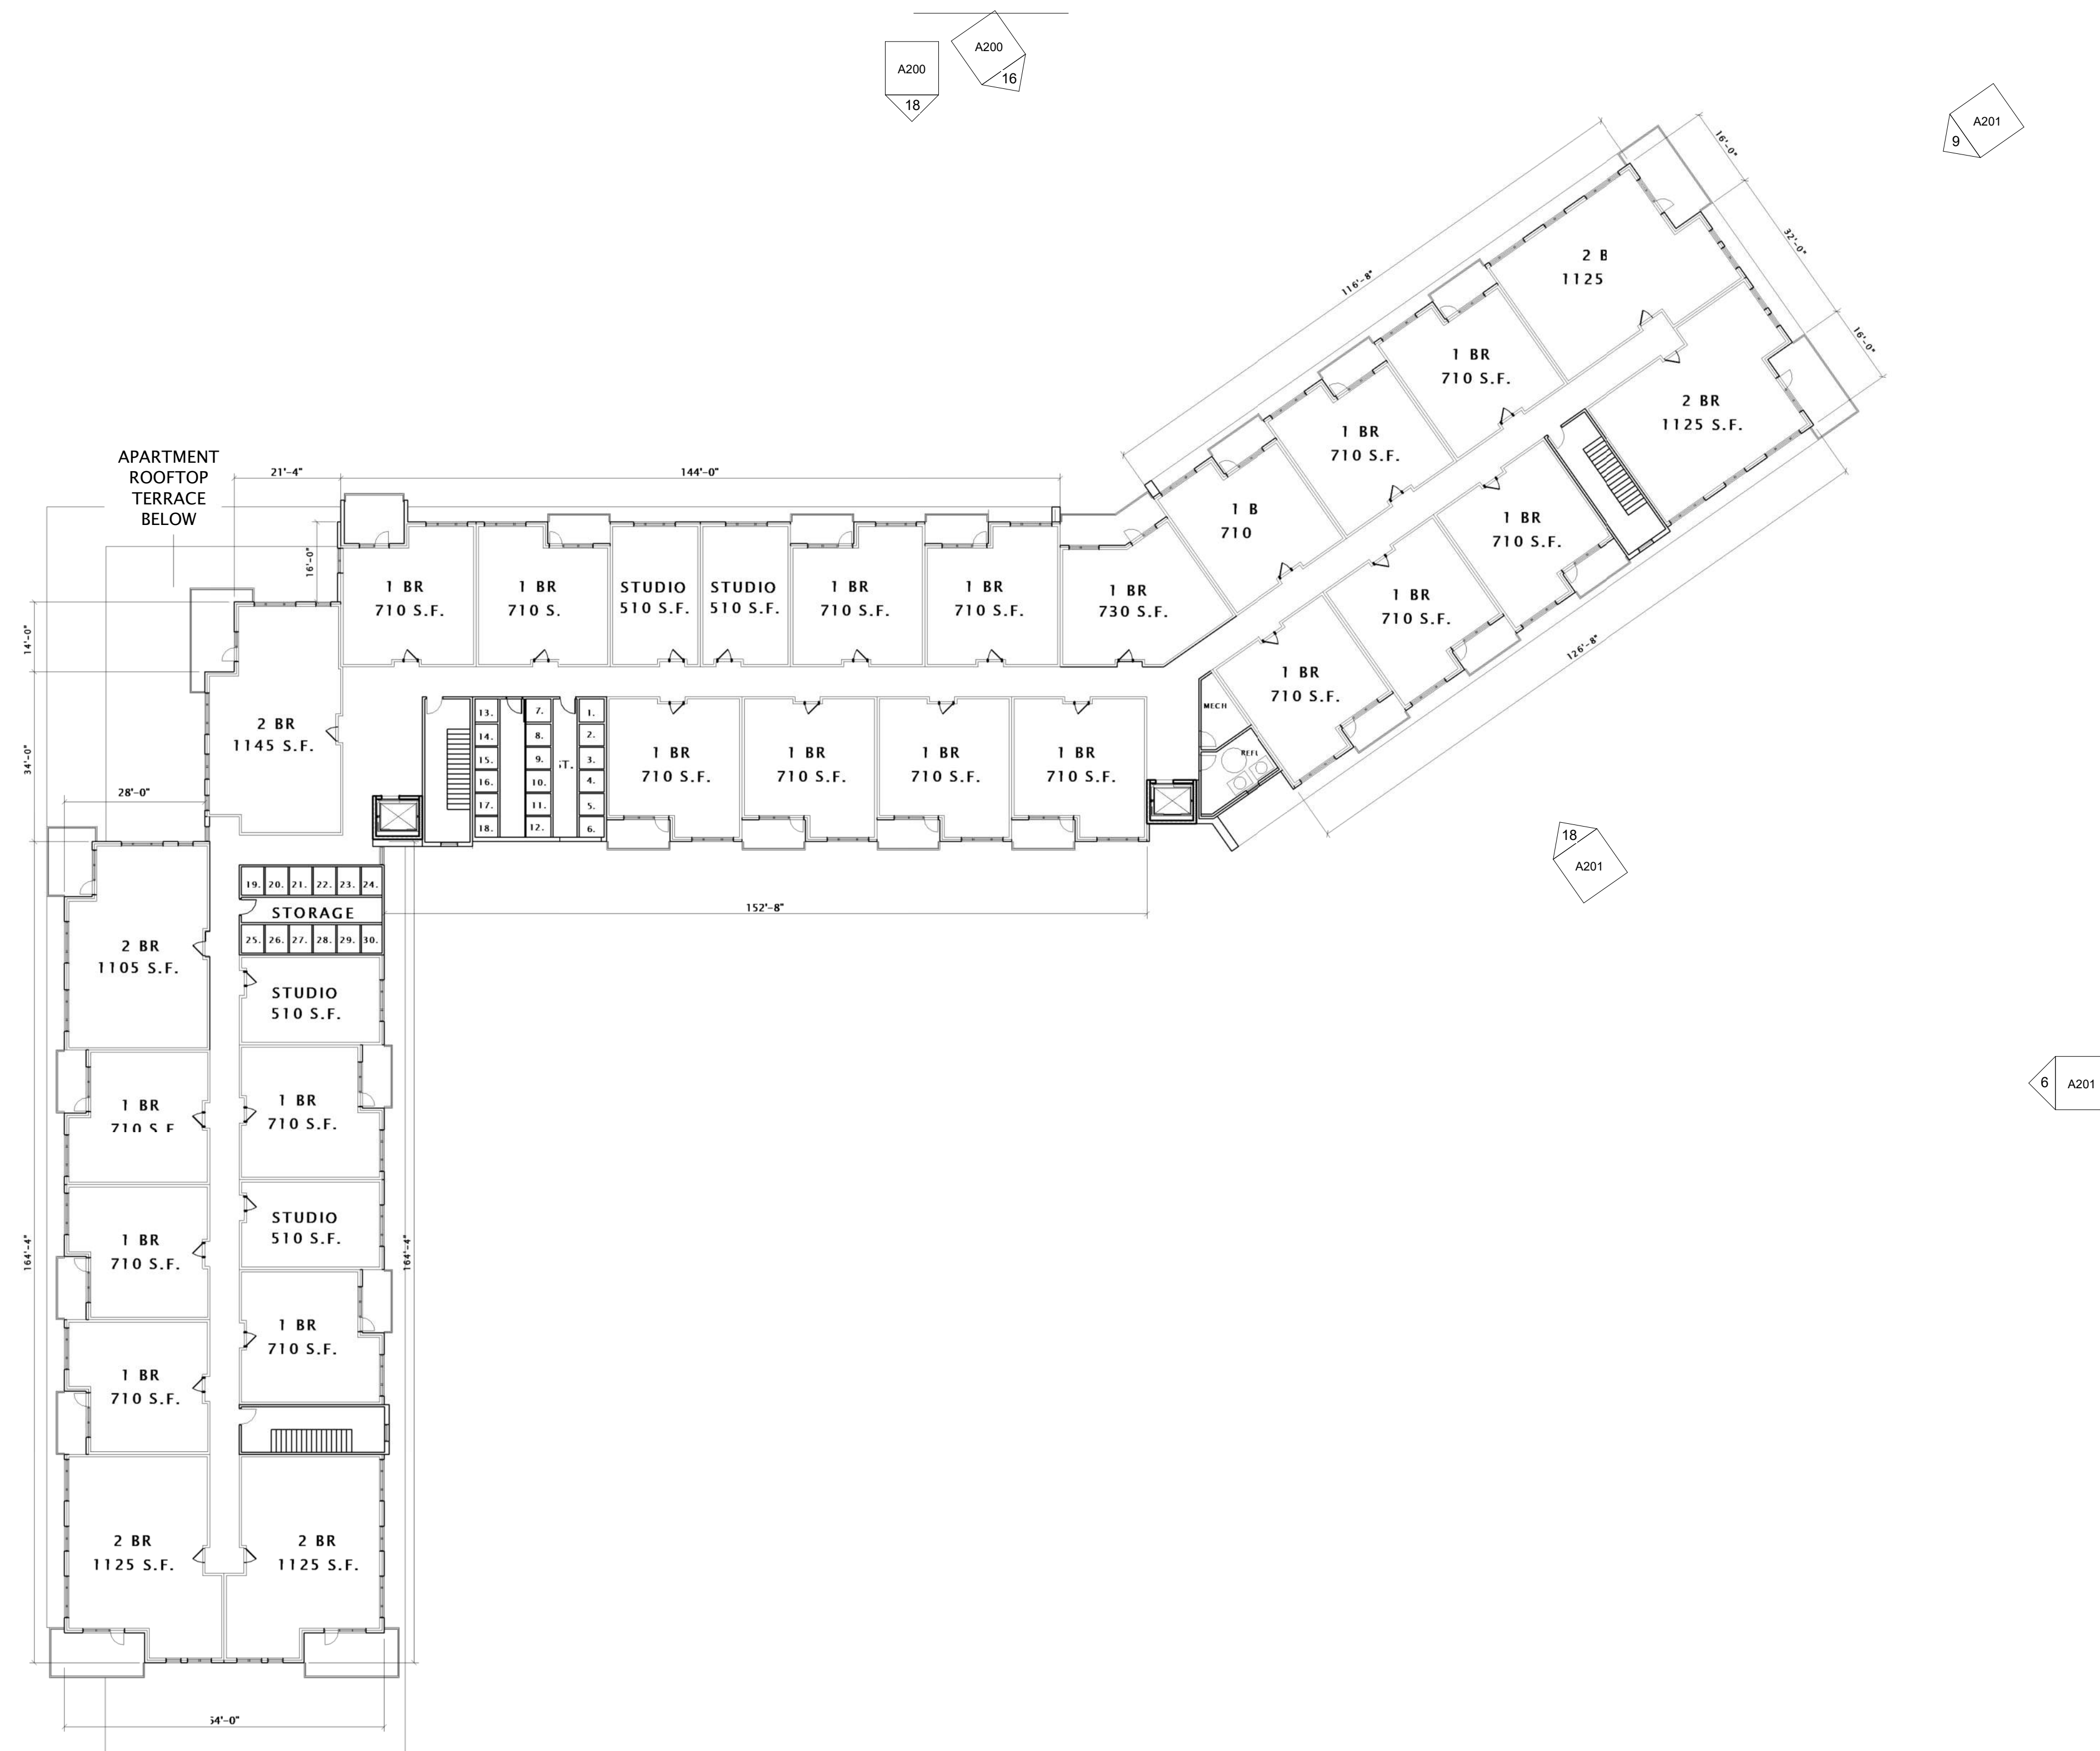 A200
18
A200
16
A201
9
16'-0"
32'-0"
16'-0"
116'-8"
2 B
1125
1 BR
710 S.F.
2 BR
1125 S.F.
1 BR
710 S.F.
1 B
710
1 BR
710 S.F.
1 BR
710 S.F.
1 BR
710 S.F.
126'-8"
APARTMENT
ROOFTOP
TERRACE
BELOW
21'-4"
144'-0"
16'-0"
1 BR
710 S.F.
1 BR
710 S.
STUDIO
510 S.F.
STUDIO
510 S.F.
1 BR
710 S.F.
1 BR
710 S.F.
1 BR
730 S.F.
14'-0"
34'-0"
2 BR
1145 S.F.
28'-0"
13.
14.
15.
16.
17.
18.
7.
8.
9.
10.
11.
12.
T.
1.
2.
3.
4.
5.
6.
1 BR
710 S.F.
1 BR
710 S.F.
1 BR
710 S.F.
1 BR
710 S.F.
MECH
REFU
18
A201
152'-8"
19. 20. 21. 22. 23. 24.
STORAGE
25. 26. 27. 28. 29. 30.
2 BR
1105 S.F.
STUDIO
510 S.F.
6
A201
1 BR
710 S.F
1 BR
710 S.F.
1 BR
710 S.F.
STUDIO
510 S.F.
164'-4"
164'-4"
1 BR
710 S.F.
1 BR
710 S.F.
2 BR
1125 S.F.
2 BR
1125 S.F.
54'-0"